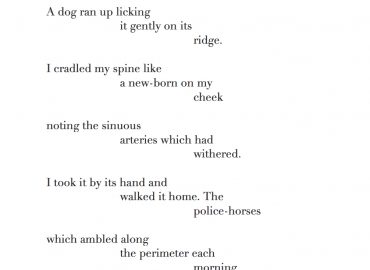 A dog ran up licking
it gently on its
ridge.
I cradled my spine like
a new-born on my
cheek
noting the sinuous
arteries which had
withered.
I took it by its hand and
walked it home. The
police-horses
which ambled along
the perimeter each
morning